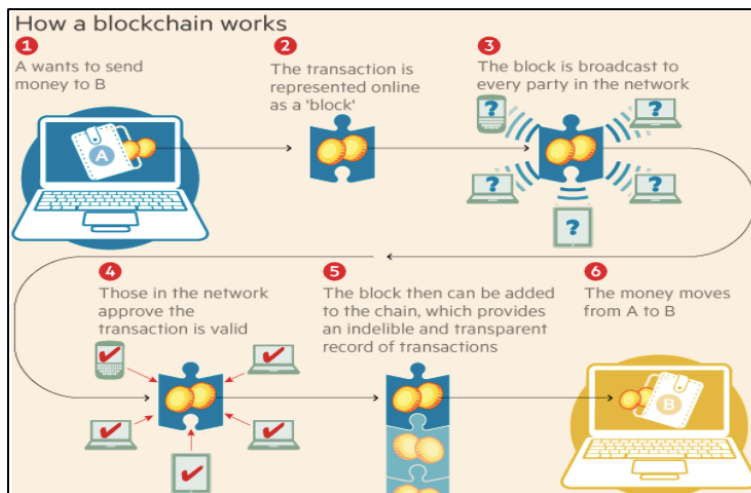 How a blockchain works
1
A wants to send
money to B
2
The transaction is
represented online
as a 'block'
3
The block is broadcast to
every party in the network
A
?
?
?
?
?
4
Those in the network
approve the
transaction is valid
5
The block then can be added
to the chain, which provides
an indelible and transparent
record of transactions
6
The money moves
from A to B
B